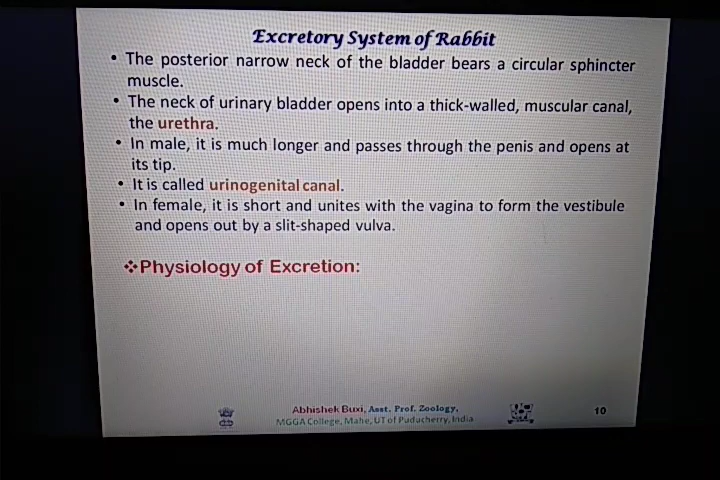 Excretory System of Rabbit
• The posterior narrow neck of the bladder bears a circular sphincter
muscle.
• The neck of urinary bladder opens into a thick-walled, muscular canal,
the urethra.
• In male, it is much longer and passes through the penis and opens at
its tip.
• It is called urinogenital canal.
• In female, it is short and unites with the vagina to form the vestibule
and opens out by a slit-shaped vulva.
❖Physiology of Excretion:
Abhishek Buxi, Asst. Prof. Zoology,
MGGA College, Mahe, UT of Puducherry, India
10